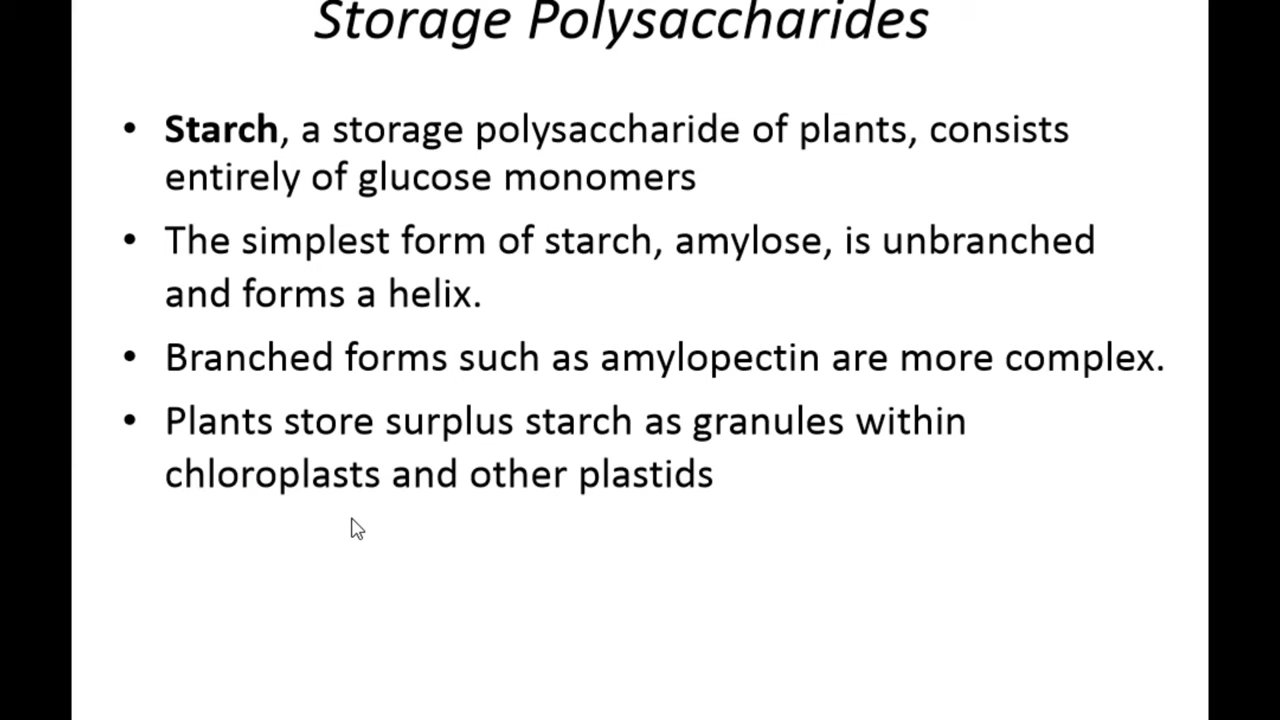 Storage Polysaccharides
• Starch, a storage polysaccharide of plants, consists
entirely of glucose monomers
• The simplest form of starch, amylose, is unbranched
and forms a helix.
• Branched forms such as amylopectin are more complex.
• Plants store surplus starch as granules within
chloroplasts and other plastids